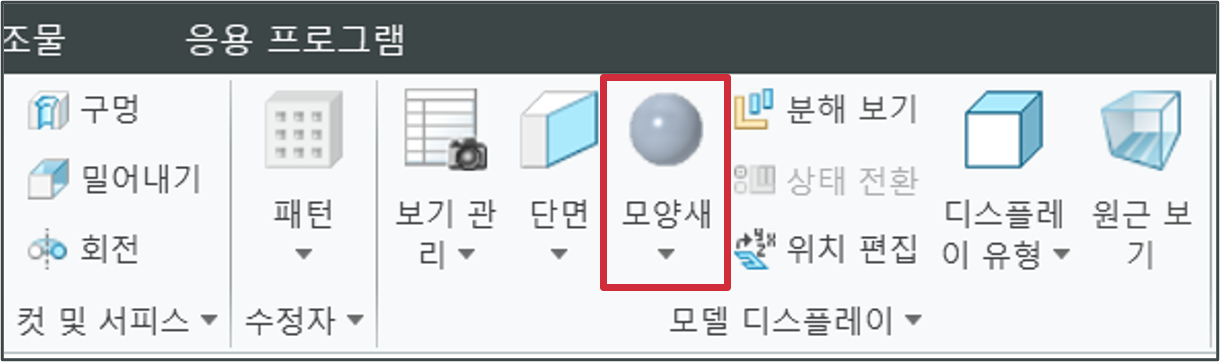 조물 응용 프로그램
구멍
밀어내기
회전
컷 및 서피스
패턴
수정자
보기 관
리
단면
모양새
분해 보기
상태 전환
위치 편집
디스플레
이 유형
원근 보
기
모델 디스플레이